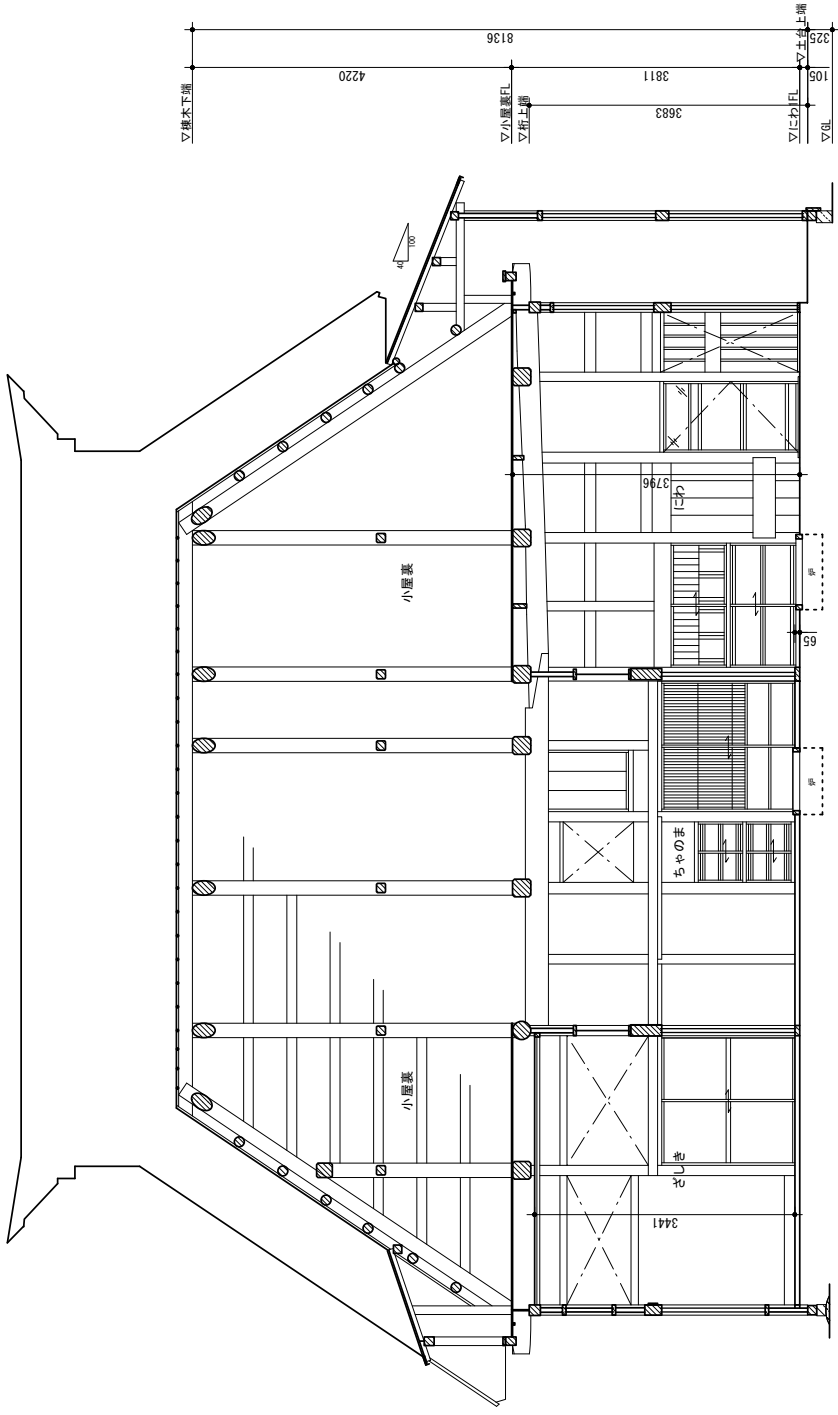 ▽棟木下端
▽小屋裏FL
▽桁上端
▽にわ1FL
▽土台上端
▽GL
8136
325
4220
3811
105
3683
40
100
小屋裏
小屋裏
3796
にわ
炉
65
ちゃのま
炉
ざしき
3441